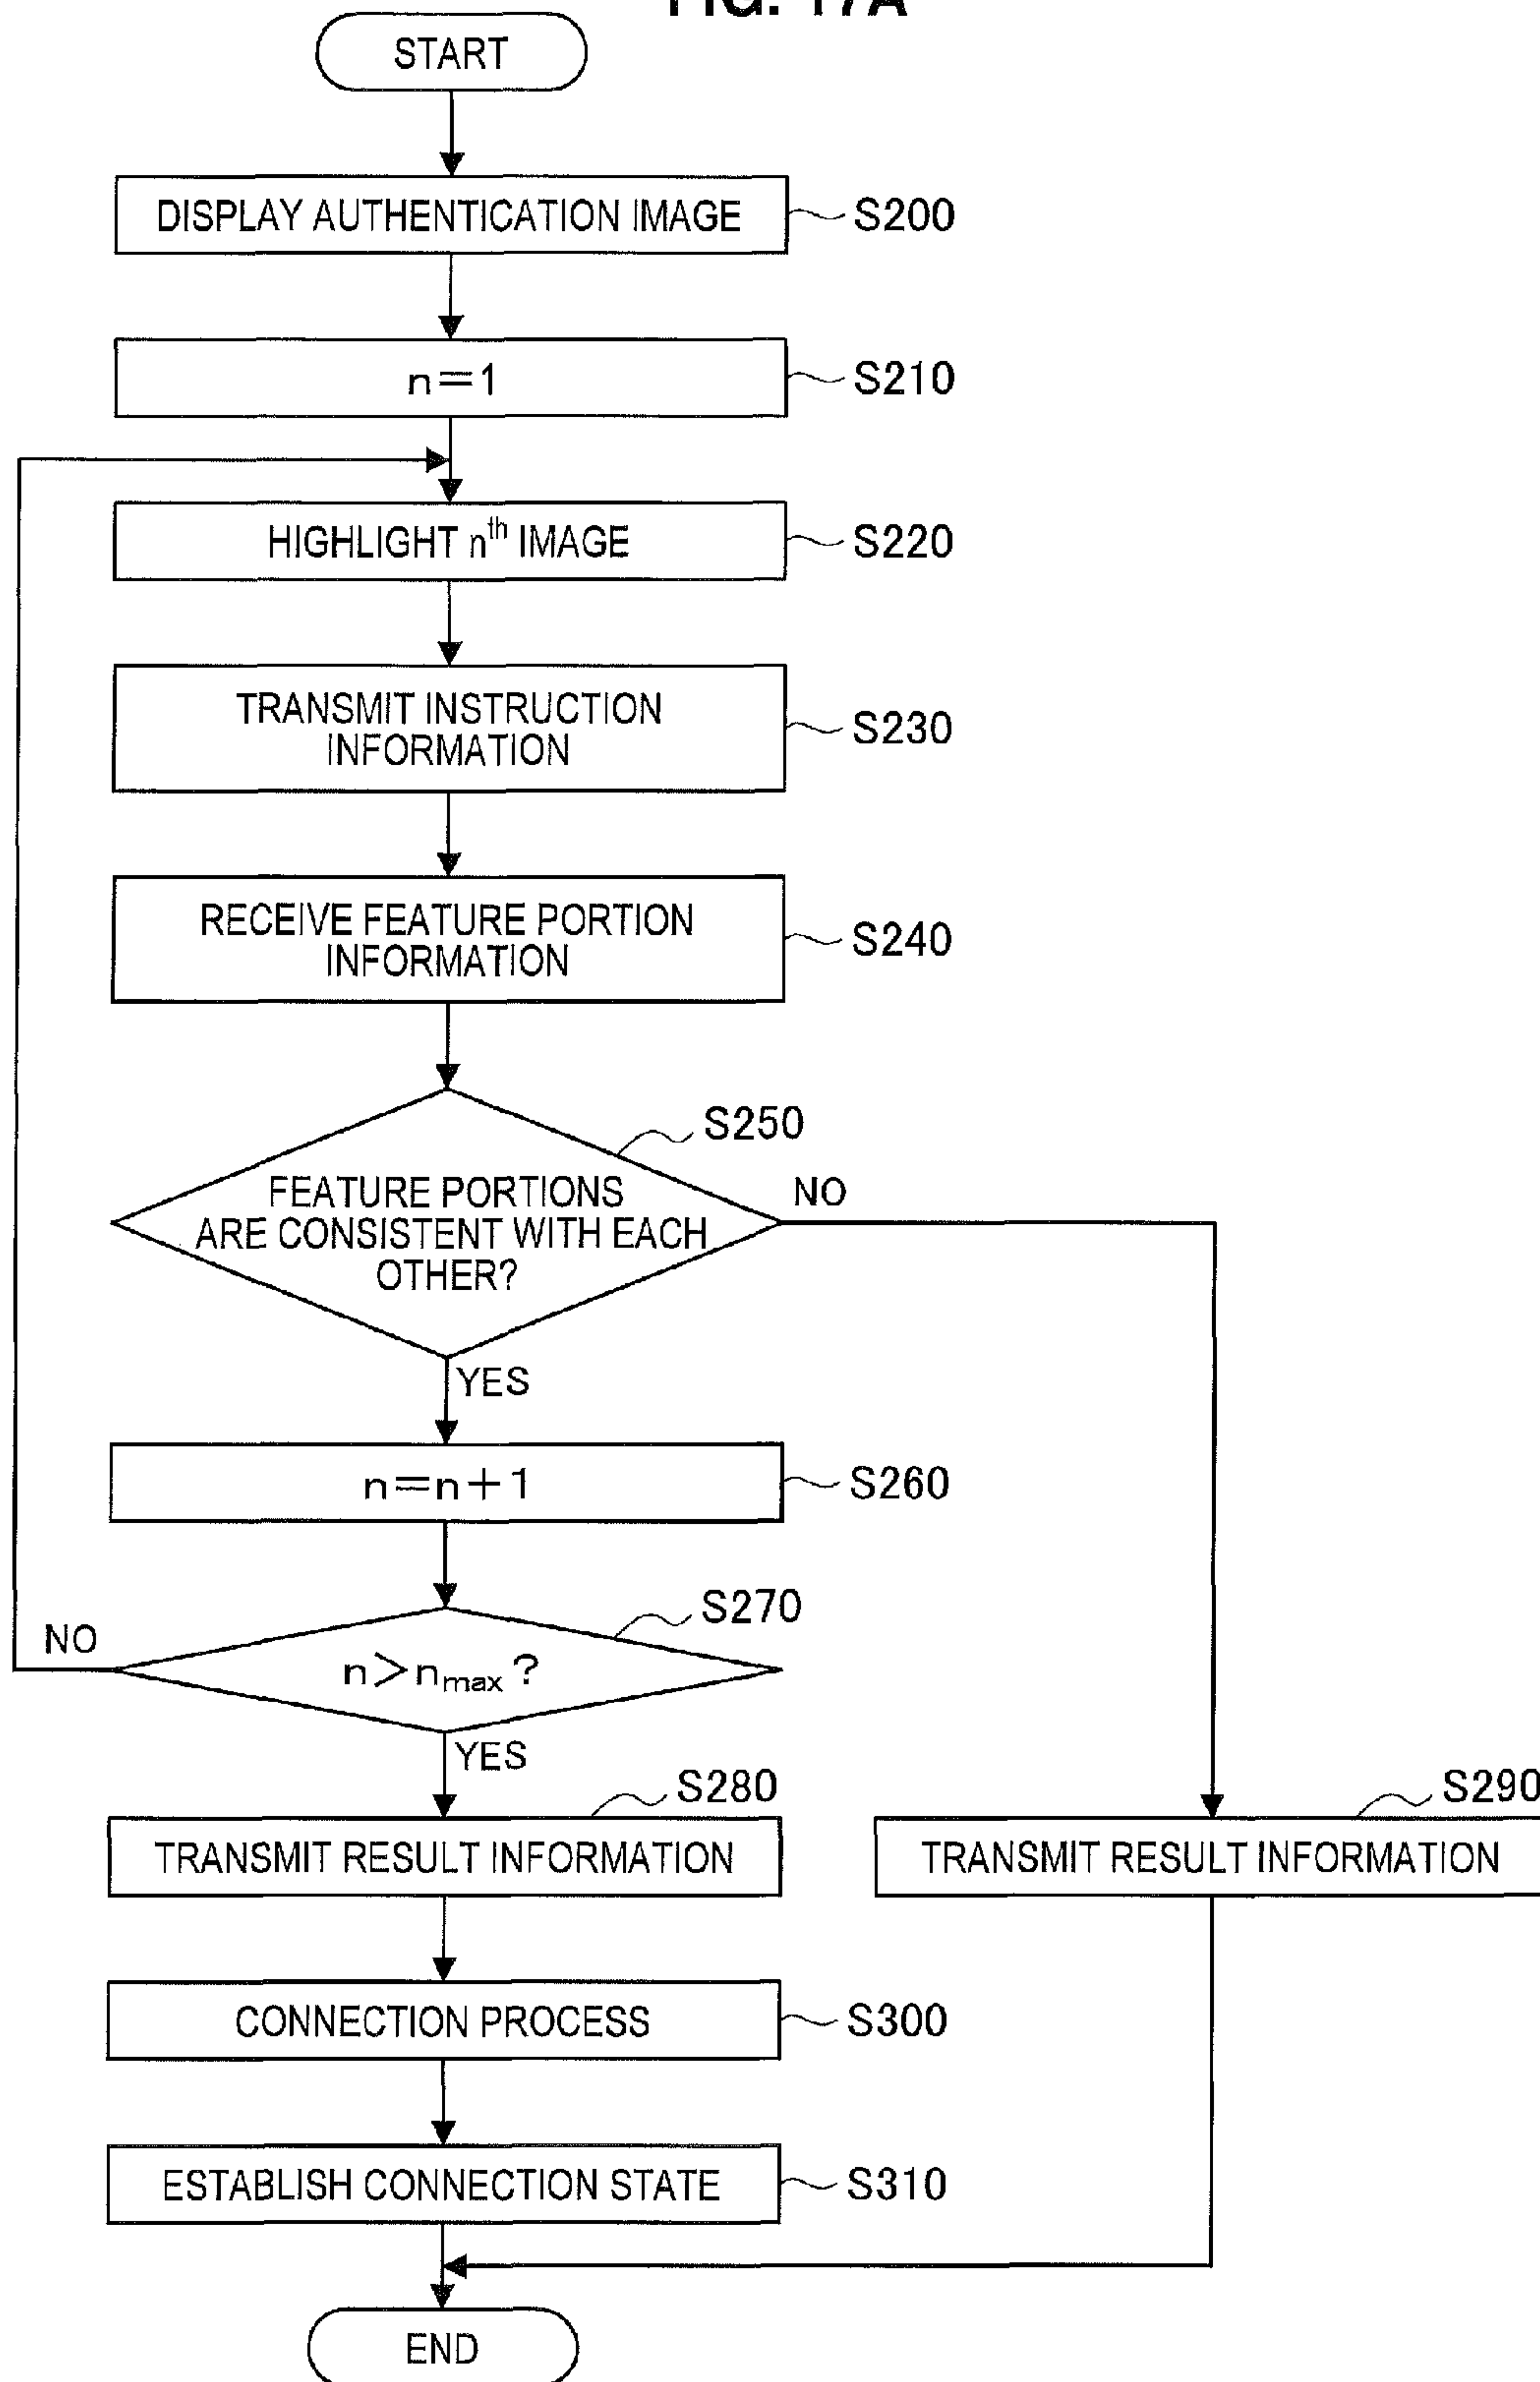 FIG. 17A
START
DISPLAY AUTHENTICATION IMAGE
S200
n=1
S210
HIGHLIGHT nth IMAGE
S220
TRANSMIT INSTRUCTION
INFORMATION
S230
RECEIVE FEATURE PORTION
INFORMATION
S240
S250
FEATURE PORTIONS
ARE CONSISTENT WITH EACH
OTHER?
NO
YES
n=n+1
S260
S270
NO
n>nmax?
YES
S280
TRANSMIT RESULT INFORMATION
S290
TRANSMIT RESULT INFORMATION
CONNECTION PROCESS
S300
ESTABLISH CONNECTION STATE
S310
END